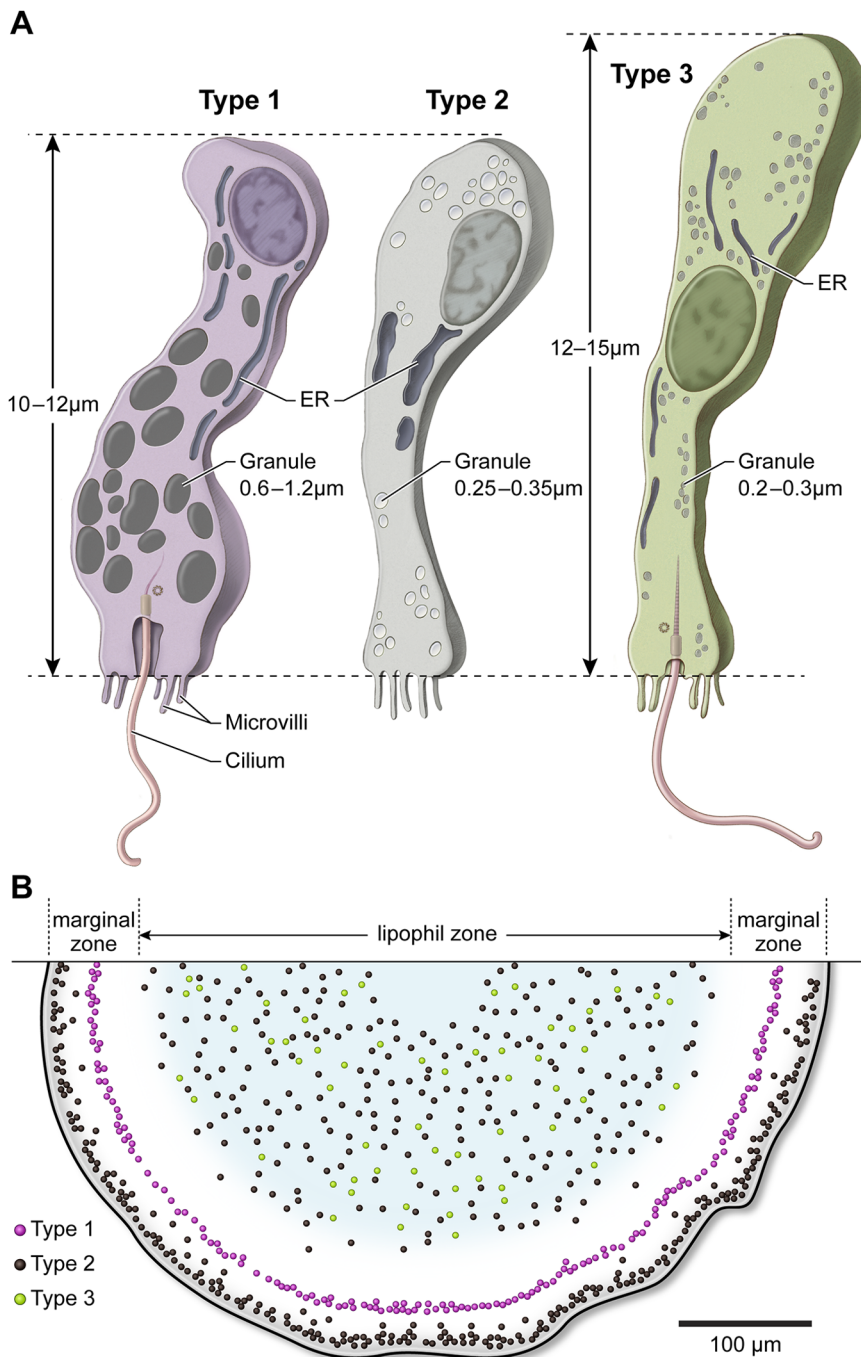 A
Type 1
Type 2
Type 3
ER
12–15µm
10–12µm
ER
Granule
0.6–1.2µm
Granule
0.25–0.35µm
Granule
0.2–0.3µm
Microvilli
Cilium
B
marginal
zone
lipophil zone
marginal
zone
Type 1
Type 2
Type 3
100 µm